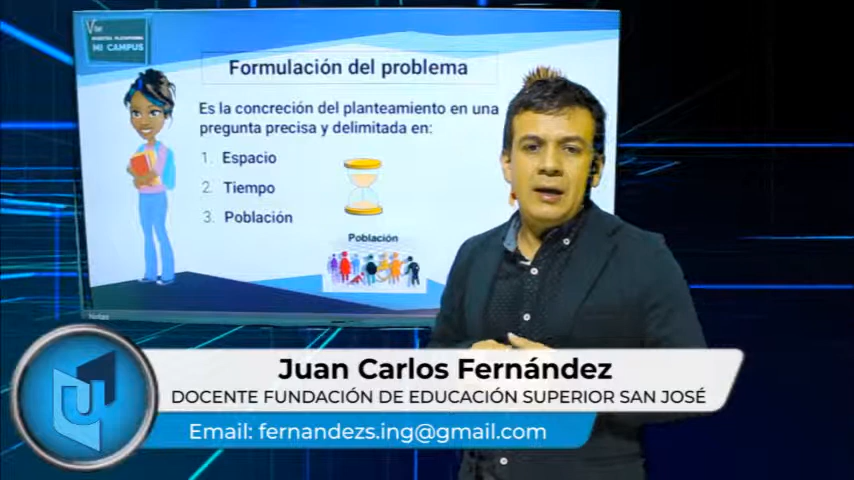 MI CAMPUS
Formulación del problema
Es la concreción del planteamiento en una
pregunta precisa y delimitada en:
1. Espacio
2. Tiempo
3. Población
Población
Notas
Juan Carlos Fernández
DOCENTE FUNDACIÓN DE EDUCACIÓN SUPERIOR SAN JOSÉ
Email: fernandezs.ing@gmail.com